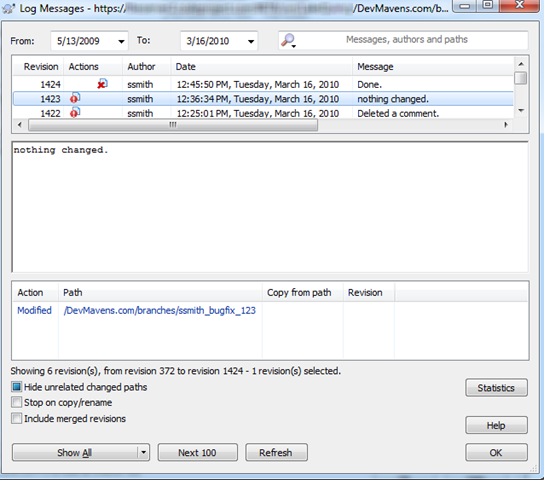 Log Messages - https:// /DevMavens.com/b...
From: 5/13/2009 To: 3/16/2010 Messages, authors and paths
Revision Actions Author Date Message
1424 ssmith 12:45:50 PM, Tuesday, March 16, 2010 Done.
1423 ssmith 12:36:34 PM, Tuesday, March 16, 2010 nothing changed.
1422 ssmith 12:25:01 PM, Tuesday, March 16, 2010 Deleted a comment.
nothing changed.
Action Path Copy from path Revision
Modified /DevMavens.com/branches/ssmith_bugfix_123
Showing 6 revision(s), from revision 372 to revision 1424 - 1 revision(s) selected.
Hide unrelated changed paths
Statistics
Stop on copy/rename
Include merged revisions
Help
Show All Next 100 Refresh OK